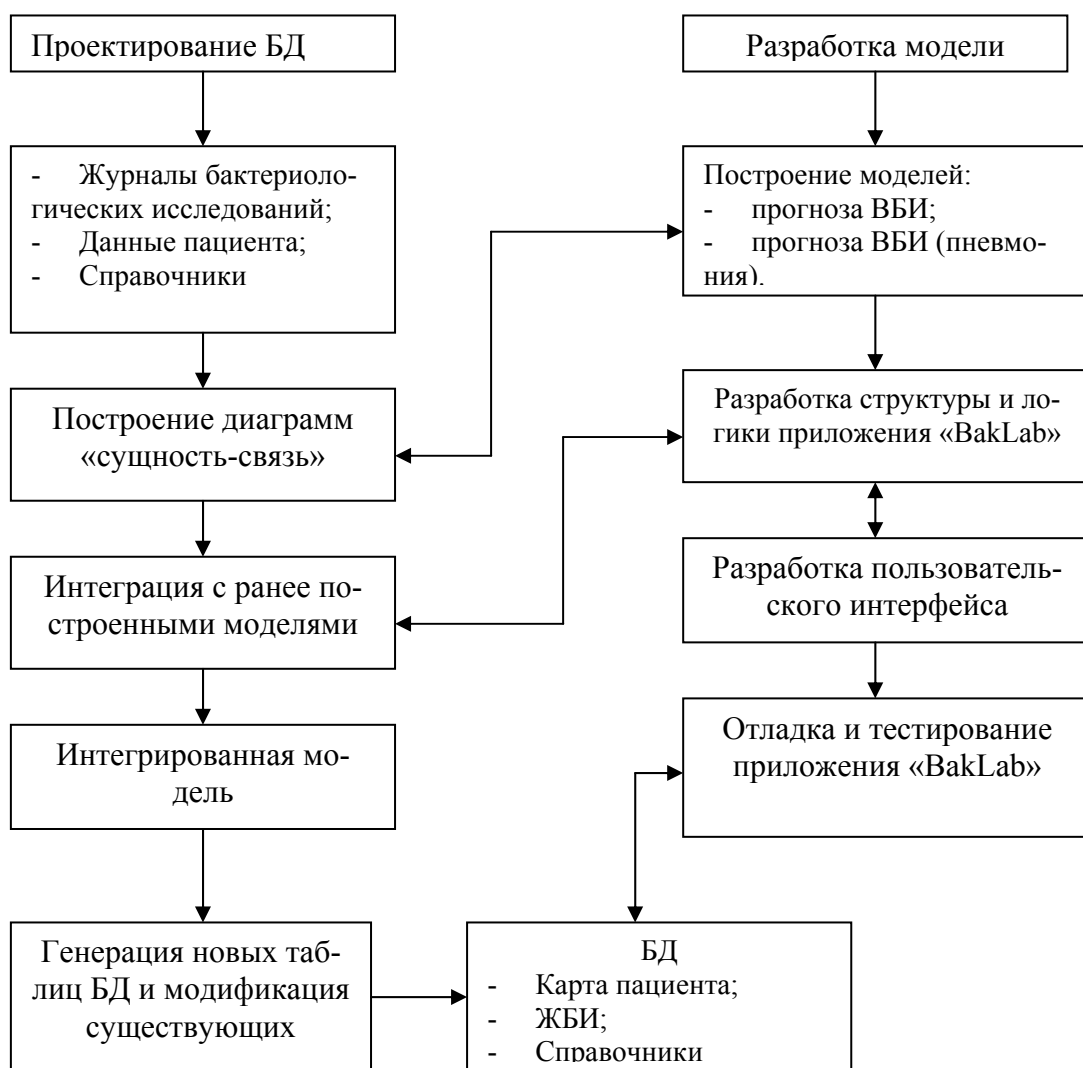 Проектирование БД
- Журналы бактериоло-
гических исследований;
- Данные пациента;
- Справочники
Построение диаграмм
«сущность-связь»
Интеграция с ранее по-
строенными моделями
Интегрированная мо-
дель
Генерация новых таб-
лиц БД и модификация
существующих
Разработка модели
Построение моделей:
- прогноза ВБИ;
- прогноза ВБИ (пневмо-
ния).
Разработка структуры и ло-
гики приложения «BakLab»
Разработка пользователь-
ского интерфейса
Отладка и тестирование
приложения «BakLab»
БД
- Карта пациента;
- ЖБИ;
- Справочники